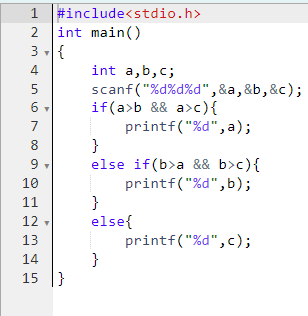 1 #include<stdio.h>
2 int main()
3 {
4     int a,b,c;
5     scanf("%d%d%d",&a,&b,&c);
6     if(a>b && a>c){
7         printf("%d",a);
8     }
9     else if(b>a && b>c){
10         printf("%d",b);
11     }
12     else{
13         printf("%d",c);
14     }
15 }